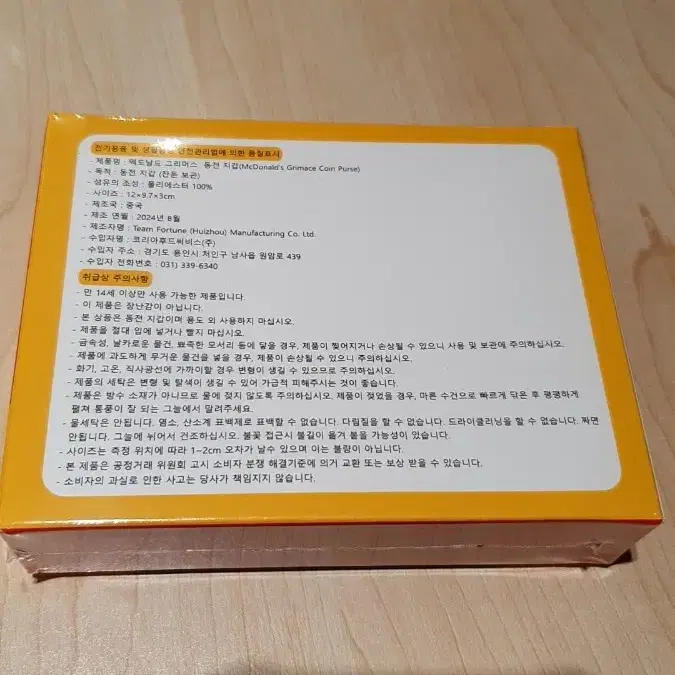 전기용품 및 생활용품 안전관리법에 의한 품질표시
- 제품명 : 맥도날드 그리머스 동전 지갑(McDonald's Grimace Coin Purse)
- 목적 : 동전 지갑 (잔돈 보관)
- 섬유의 조성 : 폴리에스터 100%
- 사이즈 : 12×9.7×3cm
- 제조국 : 중국
- 제조 연월 : 2024년 8월
- 제조자명 : Team Fortune (Huizhou) Manufacturing Co. Ltd.
- 수입자명 : 코리아후드써비스(주)
- 수입자 주소 : 경기도 용인시 처인구 남사읍 원암로 439
- 수입자 전화번호 : 031) 339-6340
취급상 주의사항
- 만 14세 이상만 사용 가능한 제품입니다.
- 이 제품은 장난감이 아닙니다.
- 본 상품은 동전 지갑이며 용도 외 사용하지 마십시오.
- 제품을 절대 입에 넣거나 빨지 마십시오.
- 금속성, 날카로운 물건, 뾰족한 모서리 등에 닿을 경우, 제품이 찢어지거나 손상될 수 있으니 사용 및 보관에 주의하십시오.
- 제품에 과도하게 무거운 물건을 넣을 경우, 제품이 손상될 수 있으니 주의하십시오.
- 화기, 고온, 직사광선에 가까이할 경우 변형이 생길 수 있으므로 주의하십시오.
- 제품의 세탁은 변형 및 탈색이 생길 수 있어 가급적 피해주시는 것이 좋습니다.
- 제품은 방수 소재가 아니므로 물에 젖지 않도록 주의하십시오. 제품이 젖었을 경우, 마른 수건으로 빠르게 닦은 후 평평하게
펼쳐 통풍이 잘 되는 그늘에서 말려주세요.
- 물세탁은 안됩니다. 염소, 산소계 표백제로 표백할 수 없습니다. 다림질을 할 수 없습니다. 드라이클리닝을 할 수 없습니다. 짜면
안됩니다. 그늘에 뉘어서 건조하십시오. 불꽃 접근시 불길이 옮겨 붙을 가능성이 있습니다.
- 사이즈는 측정 위치에 따라 1~2cm 오차가 날수 있으며 이는 불량이 아닙니다.
- 본 제품은 공정거래 위원회 고시 소비자 분쟁 해결기준에 의거 교환 또는 보상 받을 수 있습니다.
- 소비자의 과실로 인한 사고는 당사가 책임지지 않습니다.